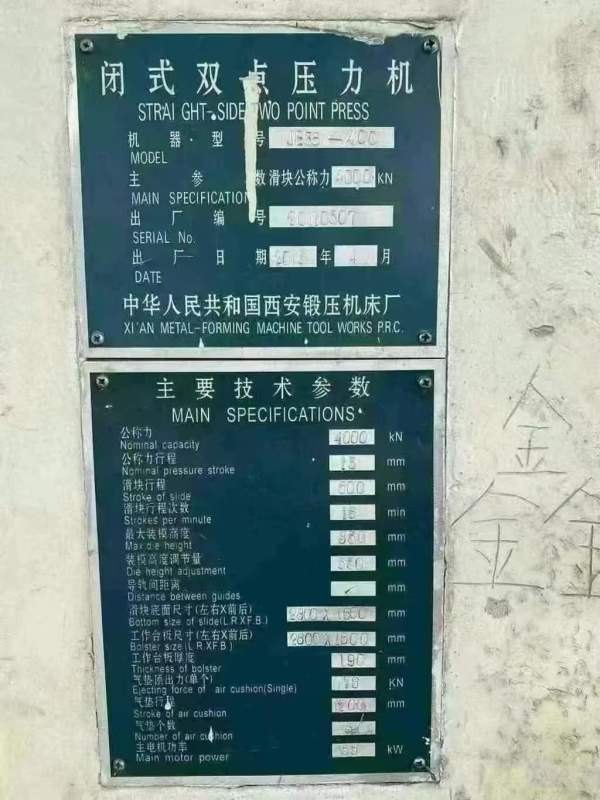 闭式双点压力机
STRAIGHT-SIDE TWO POINT PRESS
机器·型号
MODEL
主参数 滑块公称力 4000 KN
MAIN SPECIFICATION
出厂编号
SERIAL No.
出厂日期 年 4 月
DATE
中华人民共和国西安锻压机床厂
XI'AN METAL-FORMING MACHINE TOOL WORKS P.R.C.
主要技术参数
MAIN SPECIFICATIONS
公称力 4000 kN
Nominal capacity
公称力行程 13 mm
Nominal pressure stroke
滑块行程 mm
Stroke of slide
滑块行程次数 min
Strokes per minute
最大装模高度 mm
Max die height
装模高度调节量 mm
Die height adjustment
导轨间距离 mm
Distance between guides
滑块底面尺寸(左右X前后) mm
Bottom size of slide(L.R.XF.B.)
工作台板尺寸(左右X前后) mm
Bolster size(L.R.XF.B.)
工作台板厚度 190 mm
Thickness of bolster
气垫顶出力(单个) KN
Ejecting force of air cushion(Single)
气垫行程 mm
Stroke of air cushion
气垫个数
Number of air cushion
主电机功率 kW
Main motor power
金
金 金